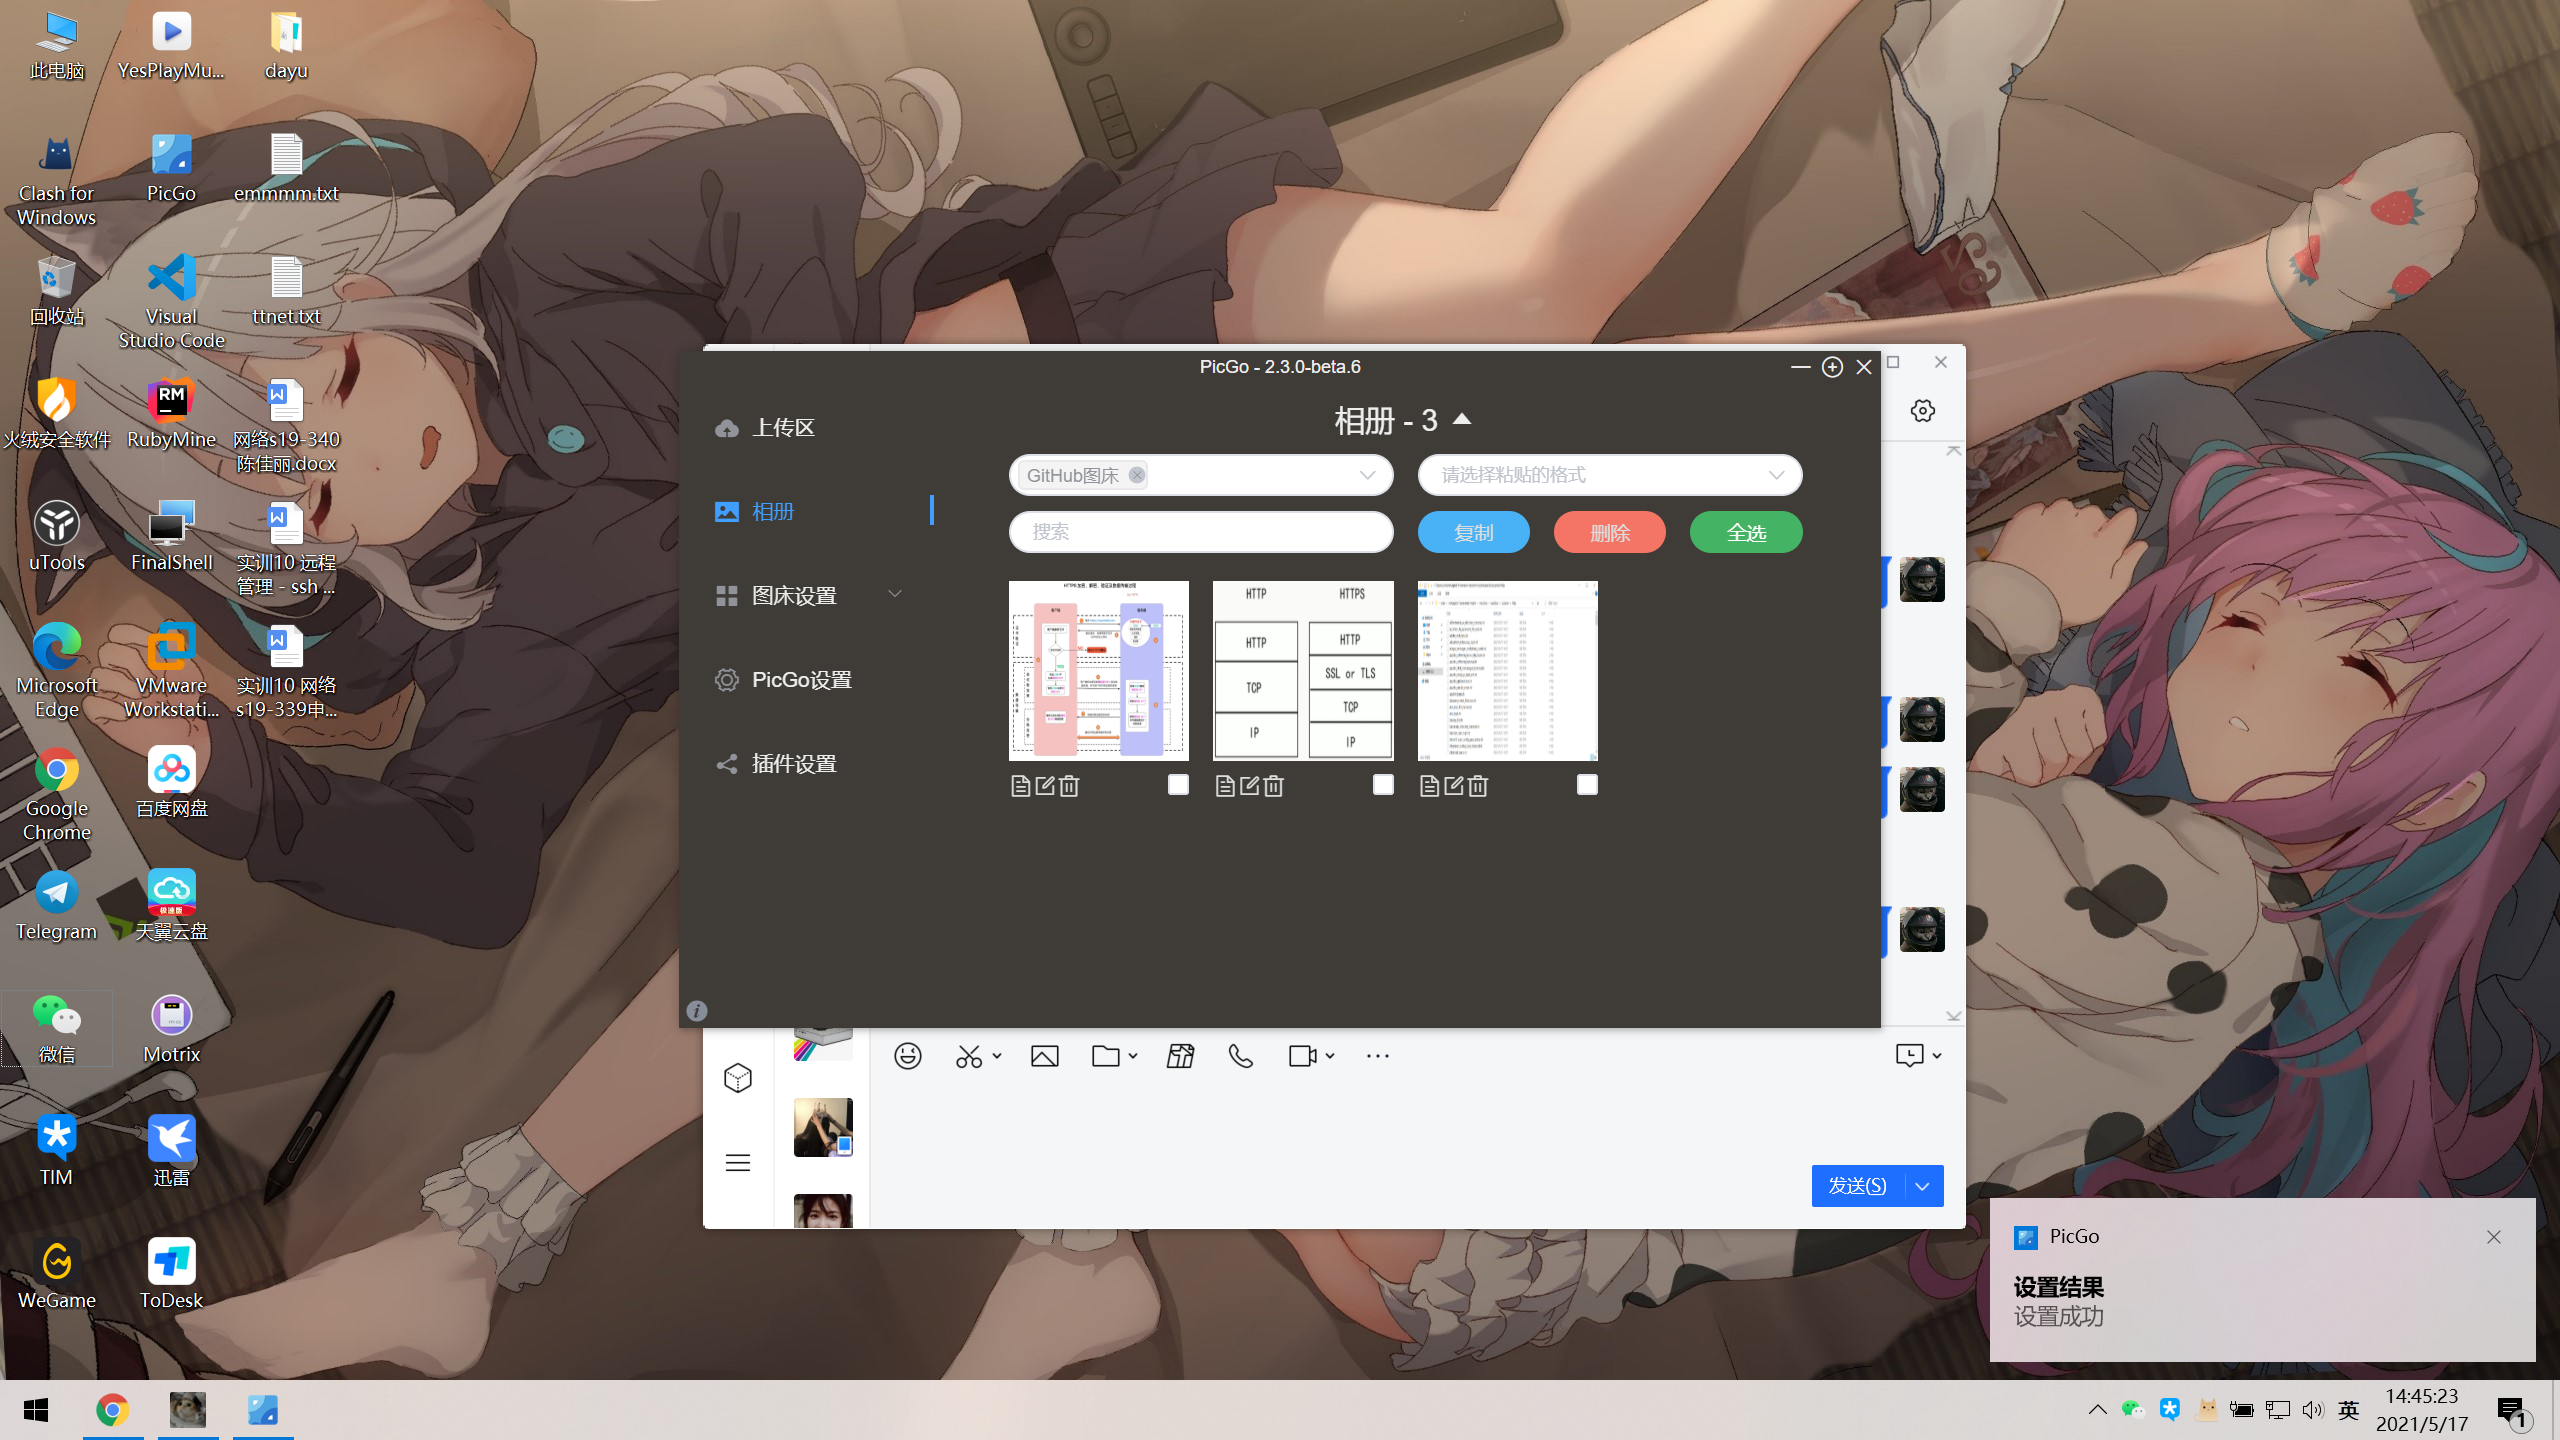 此电脑
YesPlayMu...
dayu
Clash for
Windows
PicGo
emmmm.txt
回收站
Visual
Studio Code
ttnet.txt
火绒安全软件
RM
RubyMine
网络s19-340
陈佳丽.docx
uTools
FinalShell
实训10 远程
管理 - ssh ...
Microsoft
Edge
VMware
Workstati...
实训10 网络
s19-339申...
Google
Chrome
百度网盘
Telegram
极速版
天翼云盘
微信
Motrix
TIM
迅雷
WeGame
ToDesk
PicGo - 2.3.0-beta.6
上传区
相册
图床设置
PicGo设置
插件设置
相册 - 3
GitHub图床
请选择粘贴的格式
搜索
复制
删除
全选
HTTP
HTTPS
HTTP
TCP
IP
HTTP
SSL or TLS
TCP
IP
发送(S)
PicGo
设置结果
设置成功
英
14:45:23
2021/5/17
1